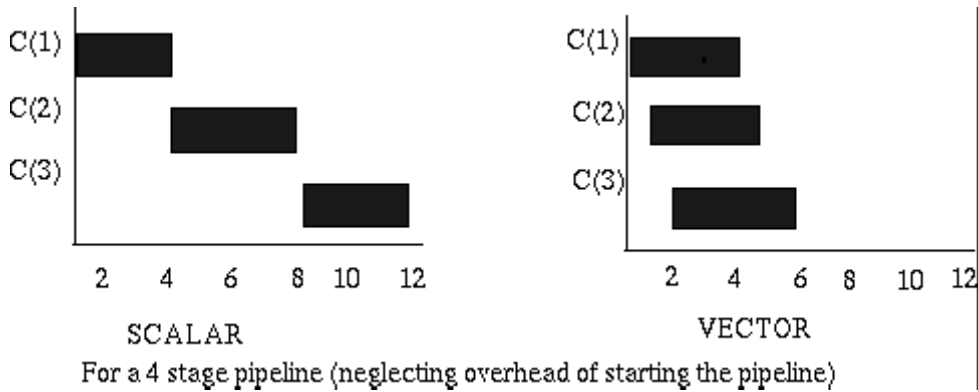 C(1)
C(2)
C(3)
2 4 6 8 10 12
SCALAR
C(1)
C(2)
C(3)
2 4 6 8 10 12
VECTOR
For a 4 stage pipeline (neglecting overhead of starting the pipeline)